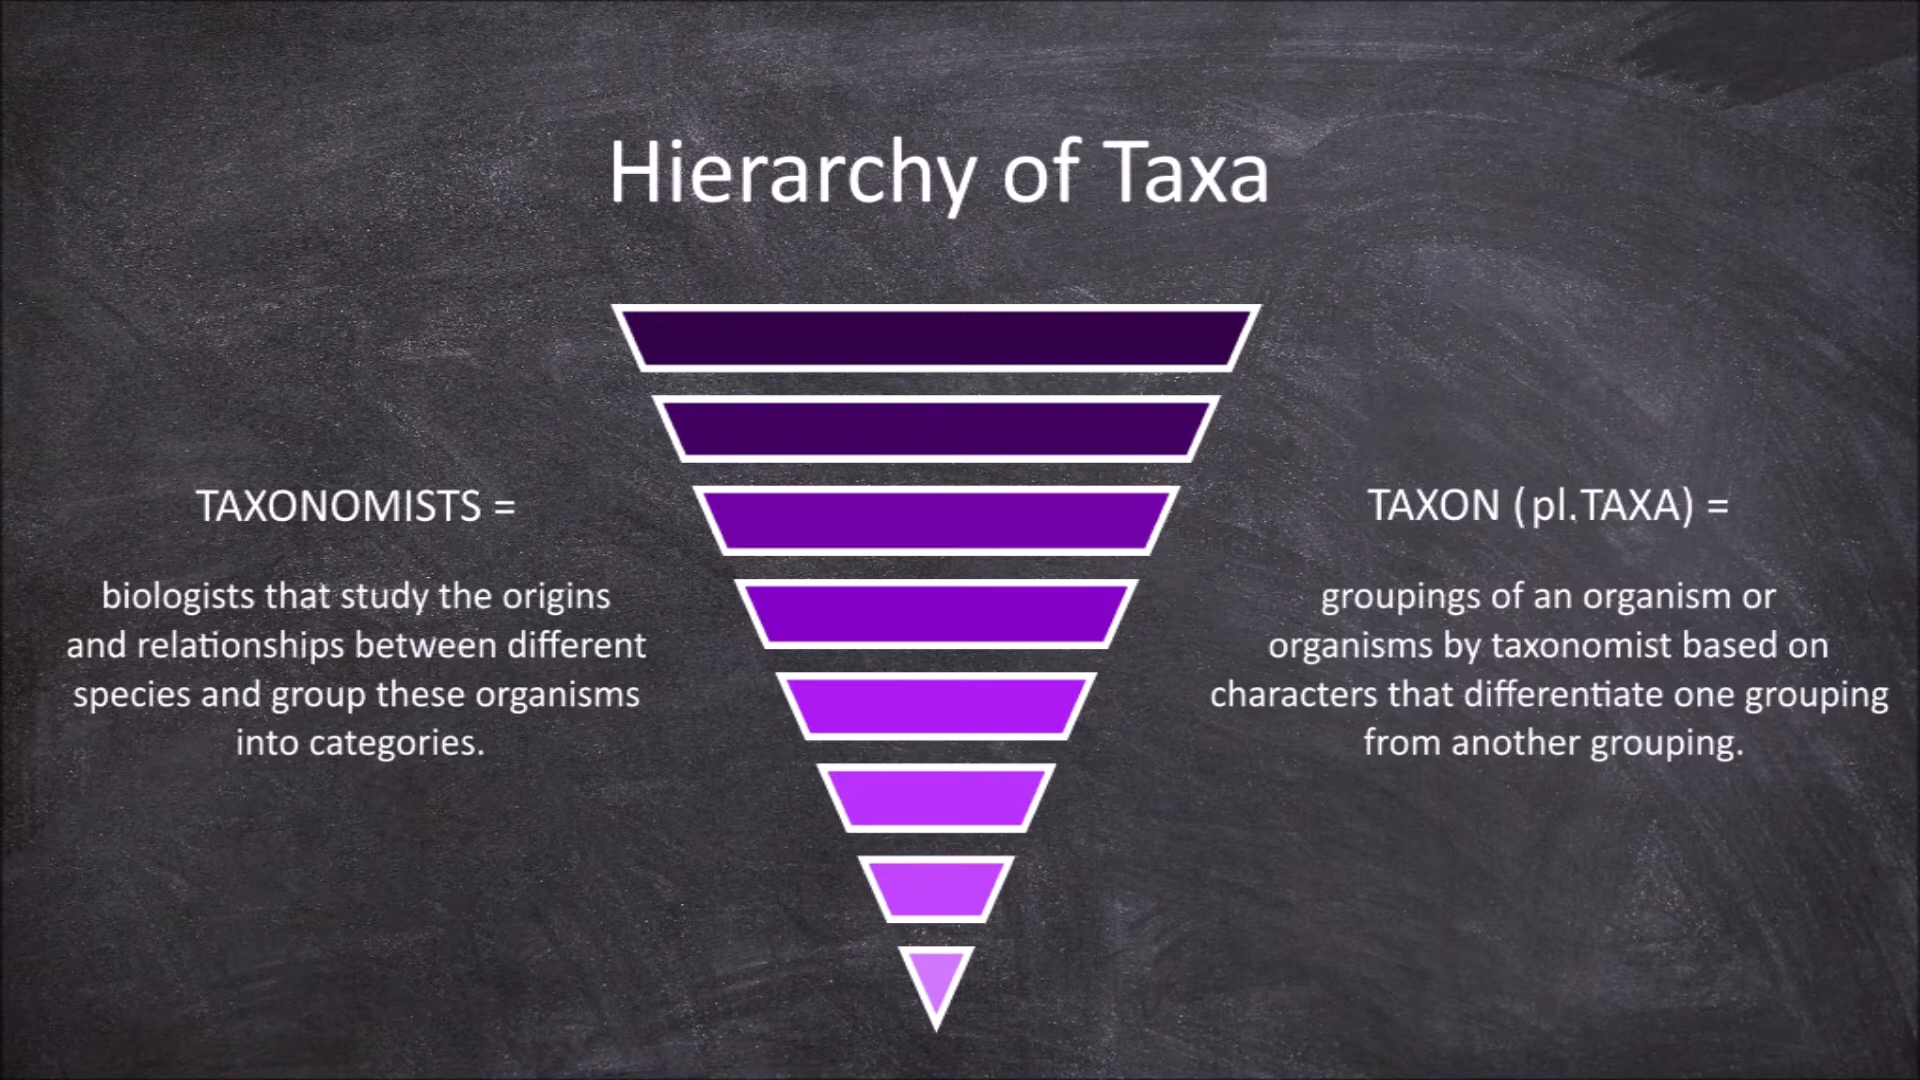 Hierarchy of Taxa
TAXONOMISTS =
biologists that study the origins
and relationships between different
species and group these organisms
into categories.
TAXON (pl.TAXA) =
groupings of an organism or
organisms by taxonomist based on
characters that differentiate one grouping
from another grouping.